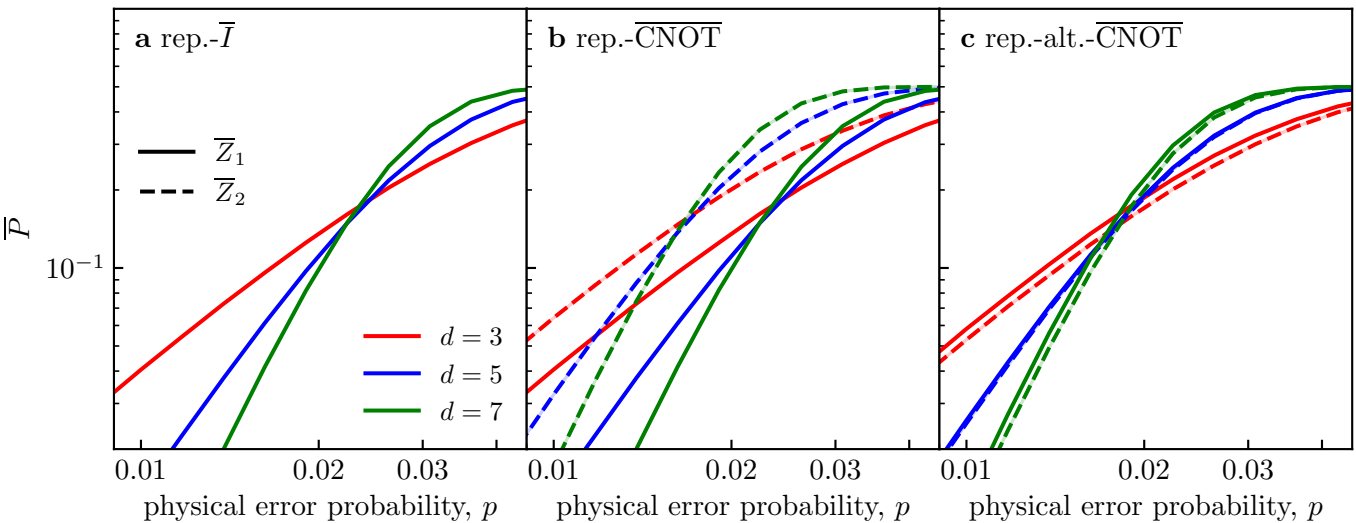 a rep.-I̅
b rep.-C̅N̅O̅T̅
c rep.-alt.-C̅N̅O̅T̅
Z̅₁
Z̅₂
P̅
10⁻¹
d = 3
d = 5
d = 7
0.01 0.02 0.03
0.01 0.02 0.03
0.01 0.02 0.03
physical error probability, p
physical error probability, p
physical error probability, p